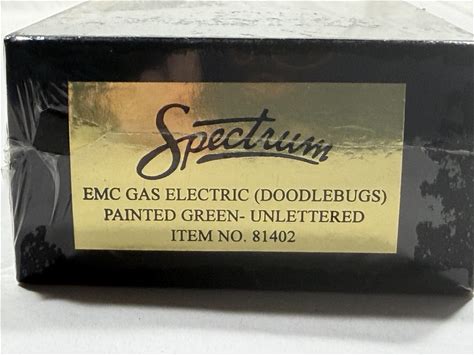 Spectrum
EMC GAS ELECTRIC (DOODLEBUGS)
PAINTED GREEN- UNLETTERED
ITEM NO. 81402